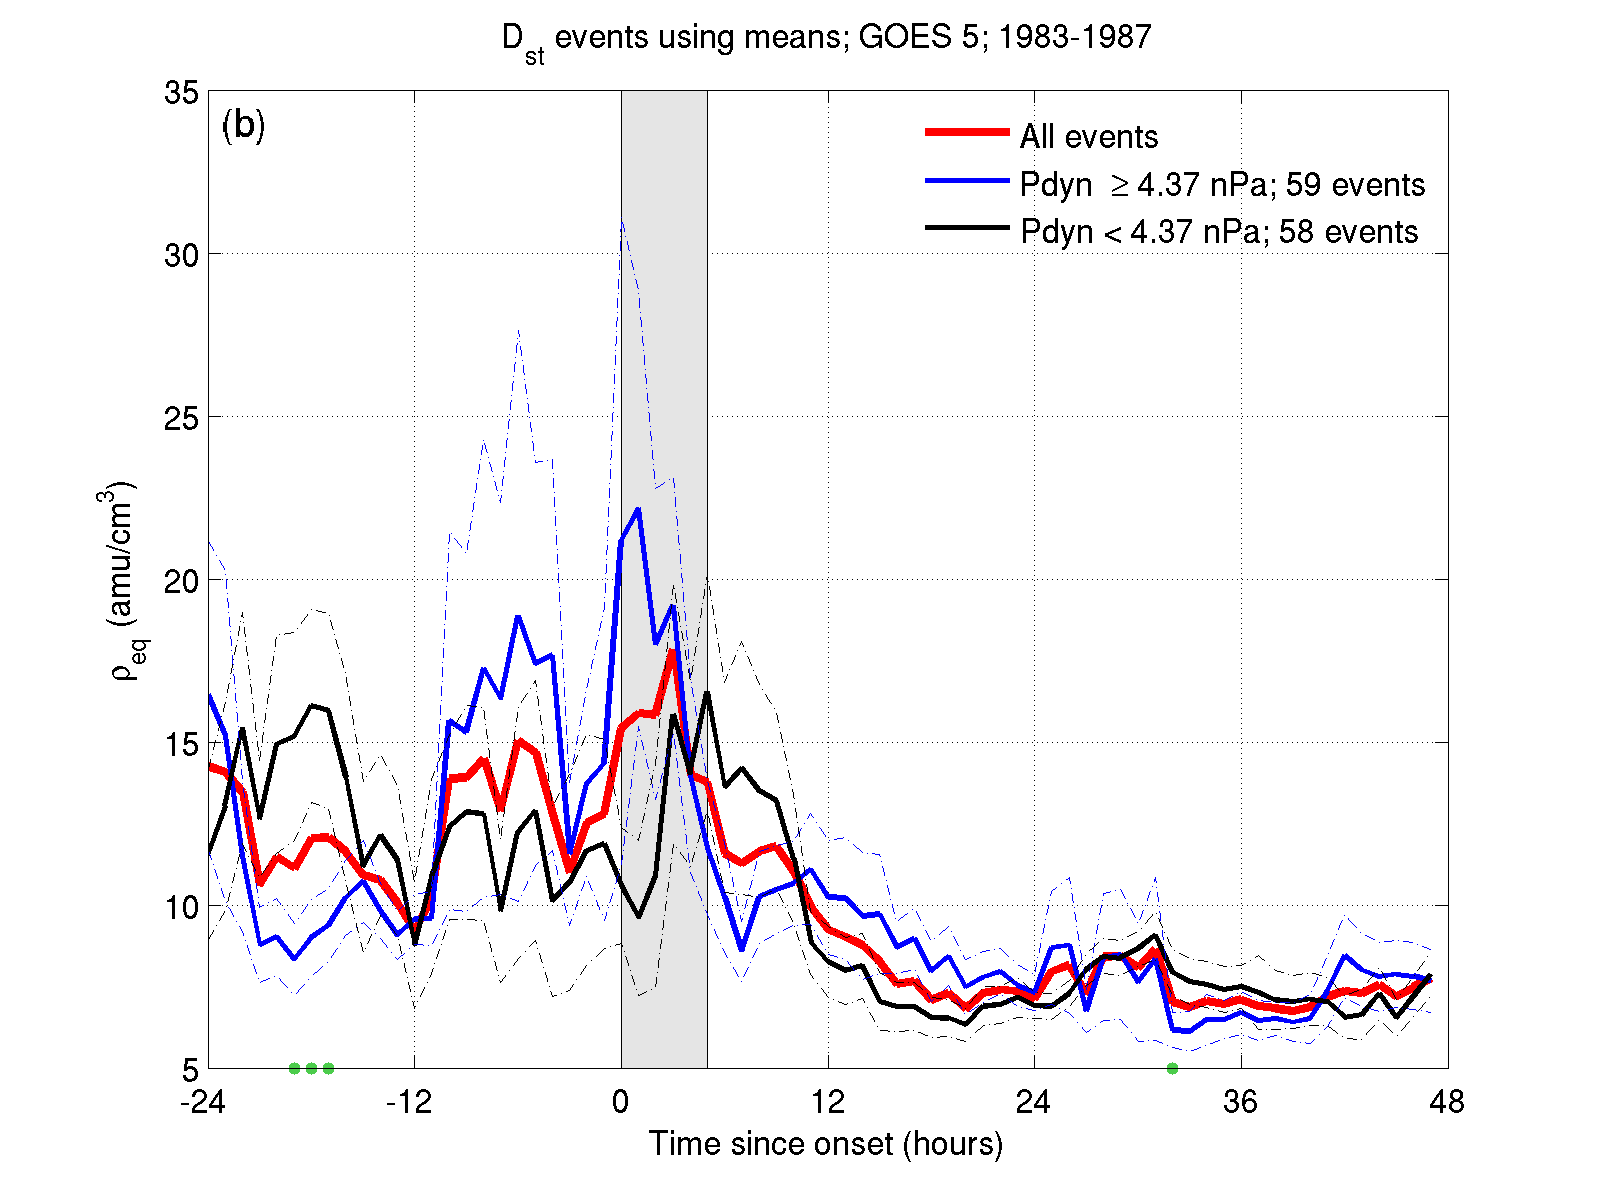 D_st events using means; GOES 5; 1983-1987
(b)
All events
Pdyn ≥ 4.37 nPa; 59 events
Pdyn < 4.37 nPa; 58 events
35
30
25
20
15
10
5
ρ_eq (amu/cm³)
-24 -12 0 12 24 36 48
Time since onset (hours)